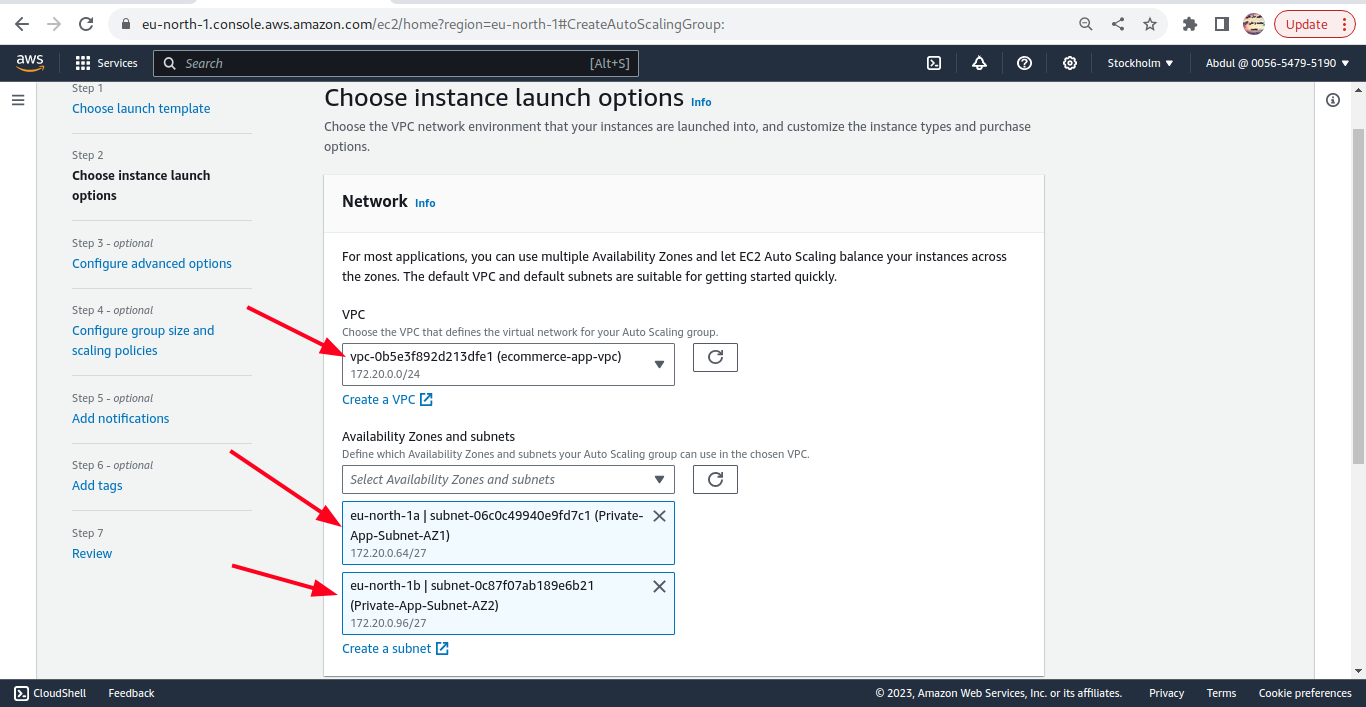 eu-north-1.console.aws.amazon.com/ec2/home?region=eu-north-1#CreateAutoScalingGroup:
Update
aws
Services
Search
[Alt+S]
Stockholm
Abdul @ 0056-5479-5190
Step 1
Choose launch template
Step 2
Choose instance launch
options
Step 3 - optional
Configure advanced options
Step 4 - optional
Configure group size and
scaling policies
Step 5 - optional
Add notifications
Step 6 - optional
Add tags
Step 7
Review
Choose instance launch options Info
Choose the VPC network environment that your instances are launched into, and customize the instance types and purchase
options.
Network Info
For most applications, you can use multiple Availability Zones and let EC2 Auto Scaling balance your instances across
the zones. The default VPC and default subnets are suitable for getting started quickly.
VPC
Choose the VPC that defines the virtual network for your Auto Scaling group.
vpc-0b5e3f892d213dfe1 (ecommerce-app-vpc)
172.20.0.0/24
Create a VPC
Availability Zones and subnets
Define which Availability Zones and subnets your Auto Scaling group can use in the chosen VPC.
Select Availability Zones and subnets
eu-north-1a | subnet-06c0c49940e9fd7c1 (Private-
App-Subnet-AZ1)
172.20.0.64/27
eu-north-1b | subnet-0c87f07ab189e6b21
(Private-App-Subnet-AZ2)
172.20.0.96/27
Create a subnet
CloudShell
Feedback
© 2023, Amazon Web Services, Inc. or its affiliates.
Privacy
Terms
Cookie preferences